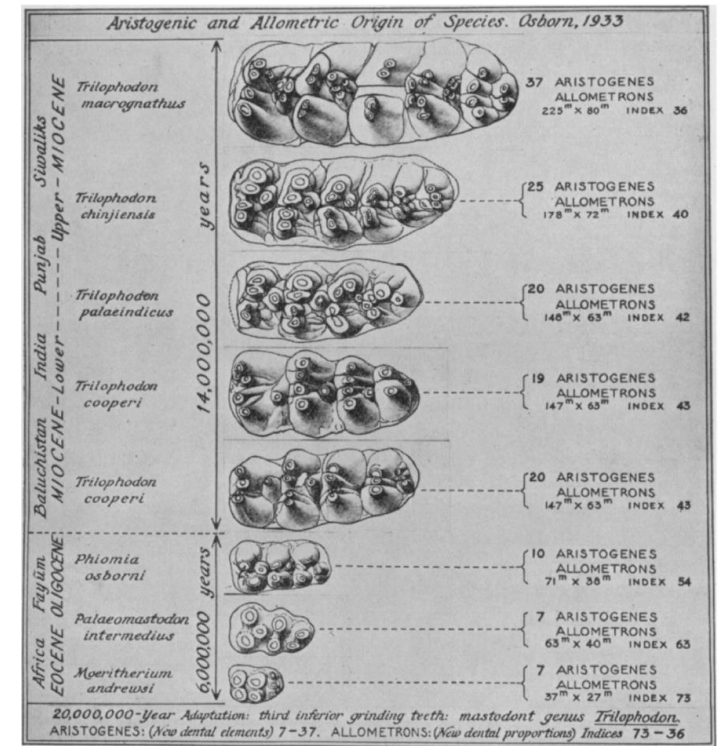 Aristogenic and Allometric Origin of Species. Osborn, 1933
Africa Fayûm Baluchistan India Punjab Siwaliks
EOCENE OLIGOCENE MIOCENE-Lower-------Upper-MIOCENE
14,000,000 years
6,000,000 years
Trilophodon
macrognathus
37 ARISTOGENES
ALLOMETRONS
225m x 80m INDEX 36
Trilophodon
chinjiensis
25 ARISTOGENES
ALLOMETRONS
178m x 72m INDEX 40
Trilophodon
palaeindicus
20 ARISTOGENES
ALLOMETRONS
148m x 63m INDEX 42
Trilophodon
cooperi
19 ARISTOGENES
ALLOMETRONS
147m x 63m INDEX 43
Trilophodon
cooperi
20 ARISTOGENES
ALLOMETRONS
147m x 63m INDEX 43
Phiomia
osborni
10 ARISTOGENES
ALLOMETRONS
71m x 38m INDEX 54
Palaeomastodon
intermedius
7 ARISTOGENES
ALLOMETRONS
63m x 40m INDEX 63
Moeritherium
andrewsi
7 ARISTOGENES
ALLOMETRONS
37m x 27m INDEX 73
20,000,000-Year Adaptation: third inferior grinding teeth: mastodont genus Trilophodon.
ARISTOGENES: (New dental elements) 7-37. ALLOMETRONS: (New dental proportions) Indices 73-36